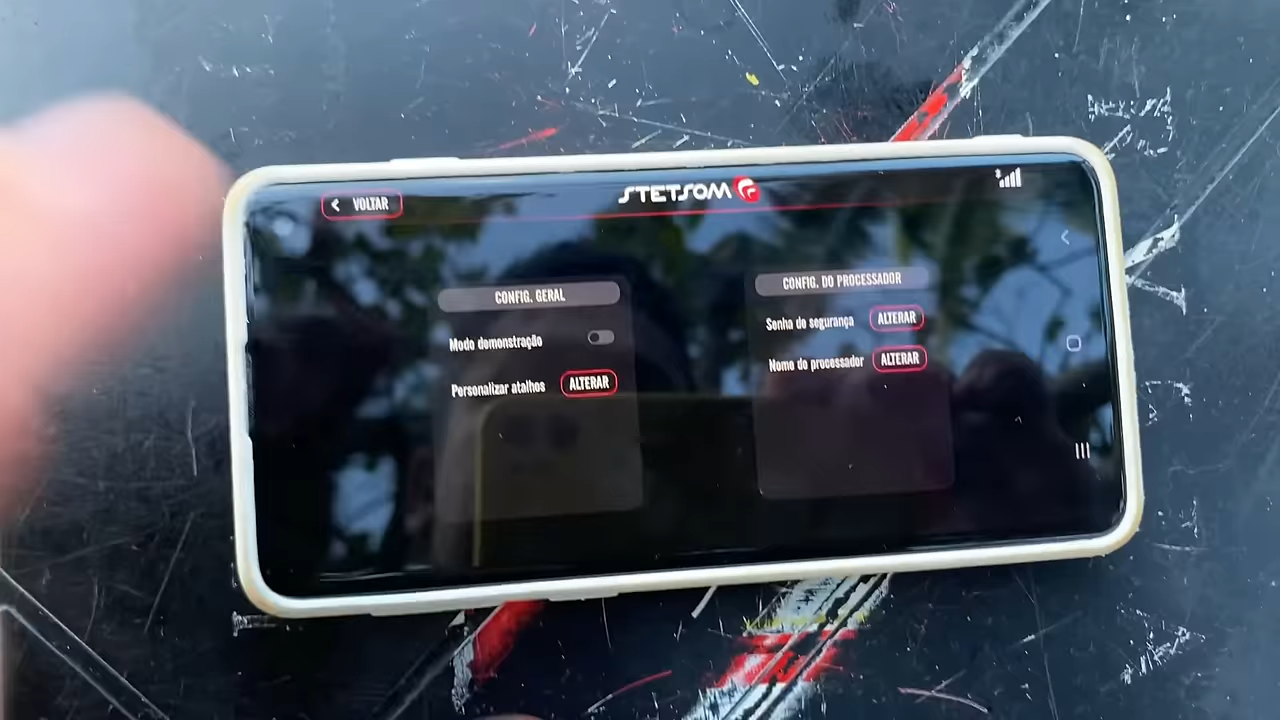 VOLTAR
STETSOM
CONFIG. GERAL
Modo demonstração
Personalizar atalhos ALTERAR
CONFIG. DO PROCESSADOR
Senha de segurança ALTERAR
Nome do processador ALTERAR